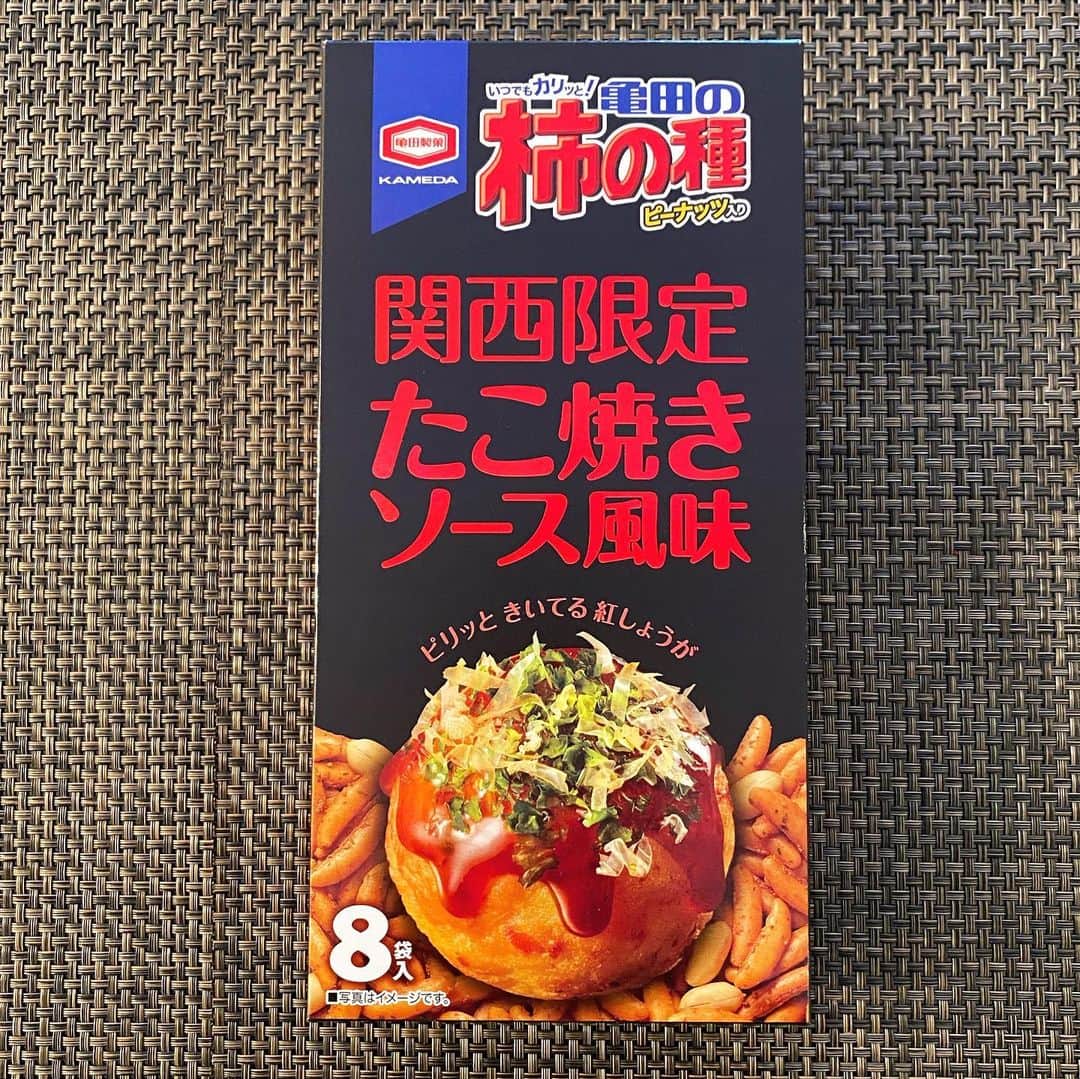 亀田製菓
KAMEDA
いつでもカリッと!
亀田の
柿の種
ピーナッツ入り
関西限定
たこ焼き
ソース風味
ピリッときいてる紅しょうが
8袋入
■写真はイメージです。